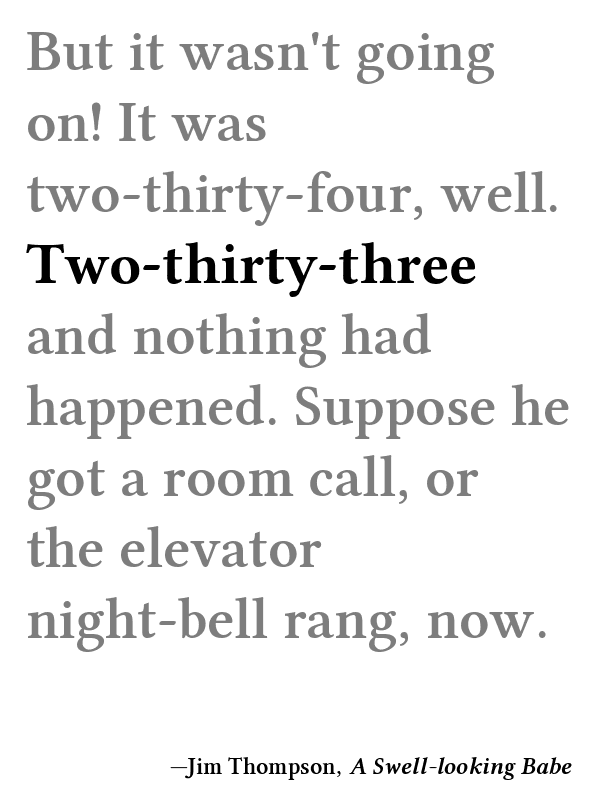 But it wasn't going
on! It was
two-thirty-four, well.
Two-thirty-three
and nothing had
happened. Suppose he
got a room call, or
the elevator
night-bell rang, now.
—Jim Thompson, A Swell-looking Babe